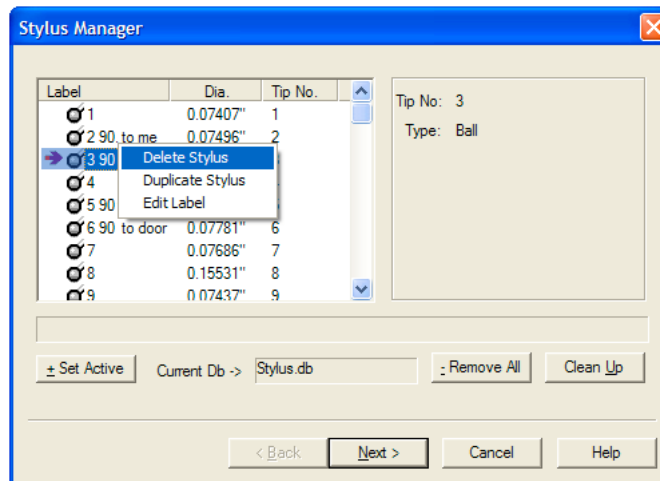 Stylus Manager
Label Dia. Tip No.
1 0.07407" 1
2 90 to me 0.07496" 2
3 90
Delete Stylus
4
Duplicate Stylus
5 90
Edit Label
6 90 to door 0.07781" 6
7 0.07686" 7
8 0.15531" 8
9 0.07437" 9
Tip No: 3
Type: Ball
+ Set Active
Current Db ->
Stylus.db
- Remove All
Clean Up
< Back
Next >
Cancel
Help